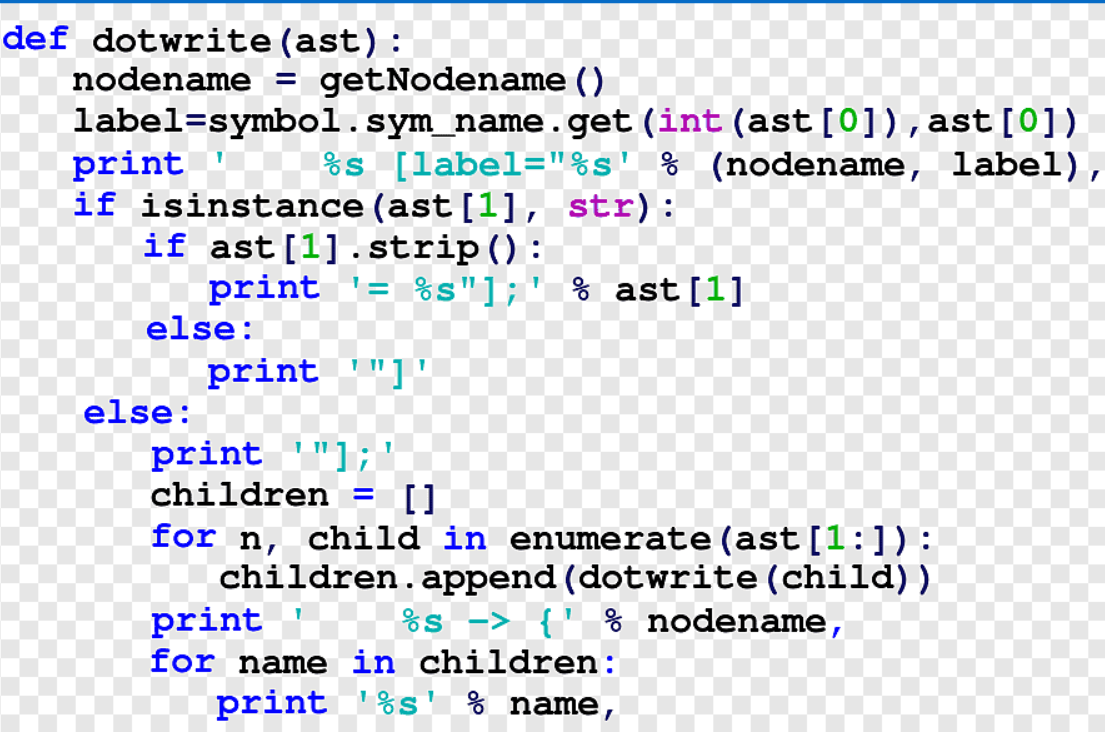 def dotwrite(ast):
    nodename = getNodename()
    label=symbol.sym_name.get(int(ast[0]),ast[0])
    print '    %s [label="%s' % (nodename, label),
    if isinstance(ast[1], str):
        if ast[1].strip():
            print '= %s"];' % ast[1]
        else:
            print '"]'
    else:
        print '"];'
        children = []
        for n, child in enumerate(ast[1:]):
            children.append(dotwrite(child))
        print '    %s -> {' % nodename,
        for name in children:
            print '%s' % name,